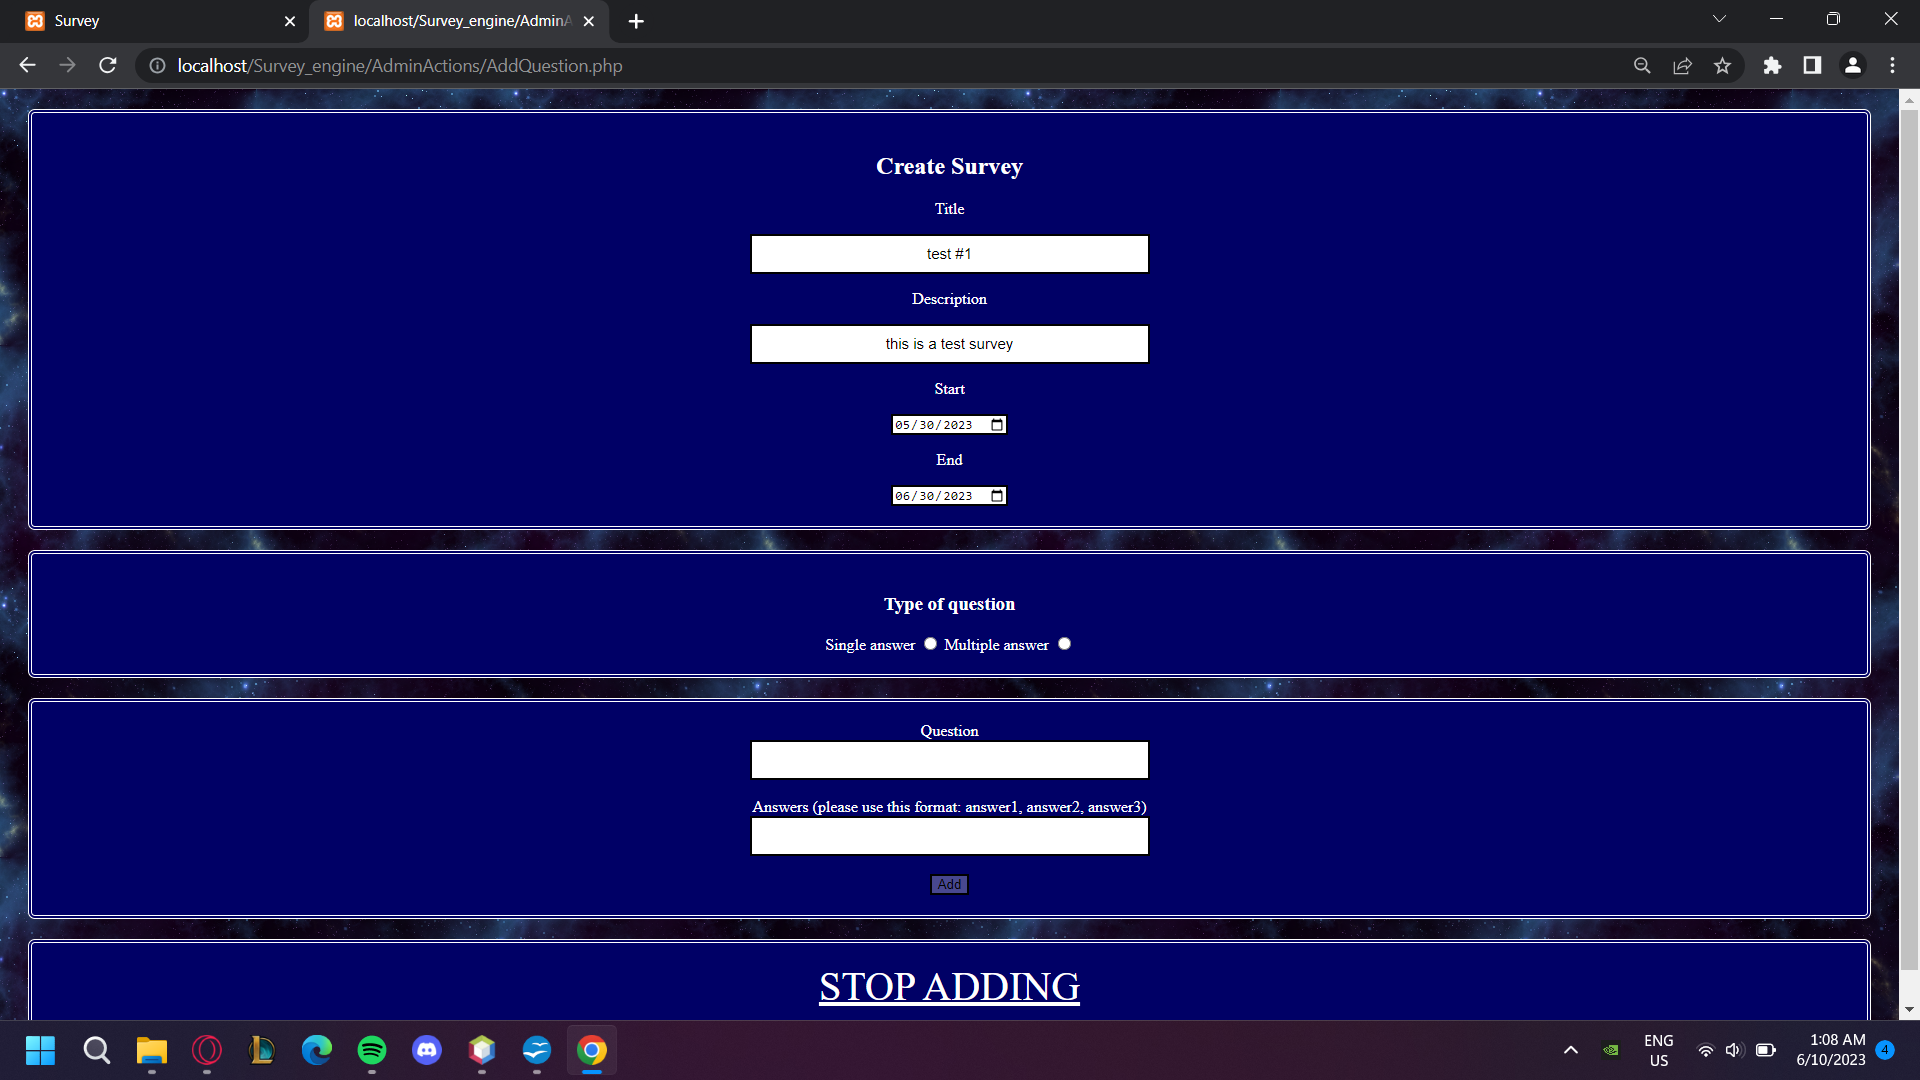 Survey
localhost/Survey_engine/AdminA
localhost/Survey_engine/AdminActions/AddQuestion.php
Create Survey
Title
test #1
Description
this is a test survey
Start
05/30/2023
End
06/30/2023
Type of question
Single answer Multiple answer
Question
Answers (please use this format: answer1, answer2, answer3)
Add
STOP ADDING
ENG
US
1:08 AM
6/10/2023
4